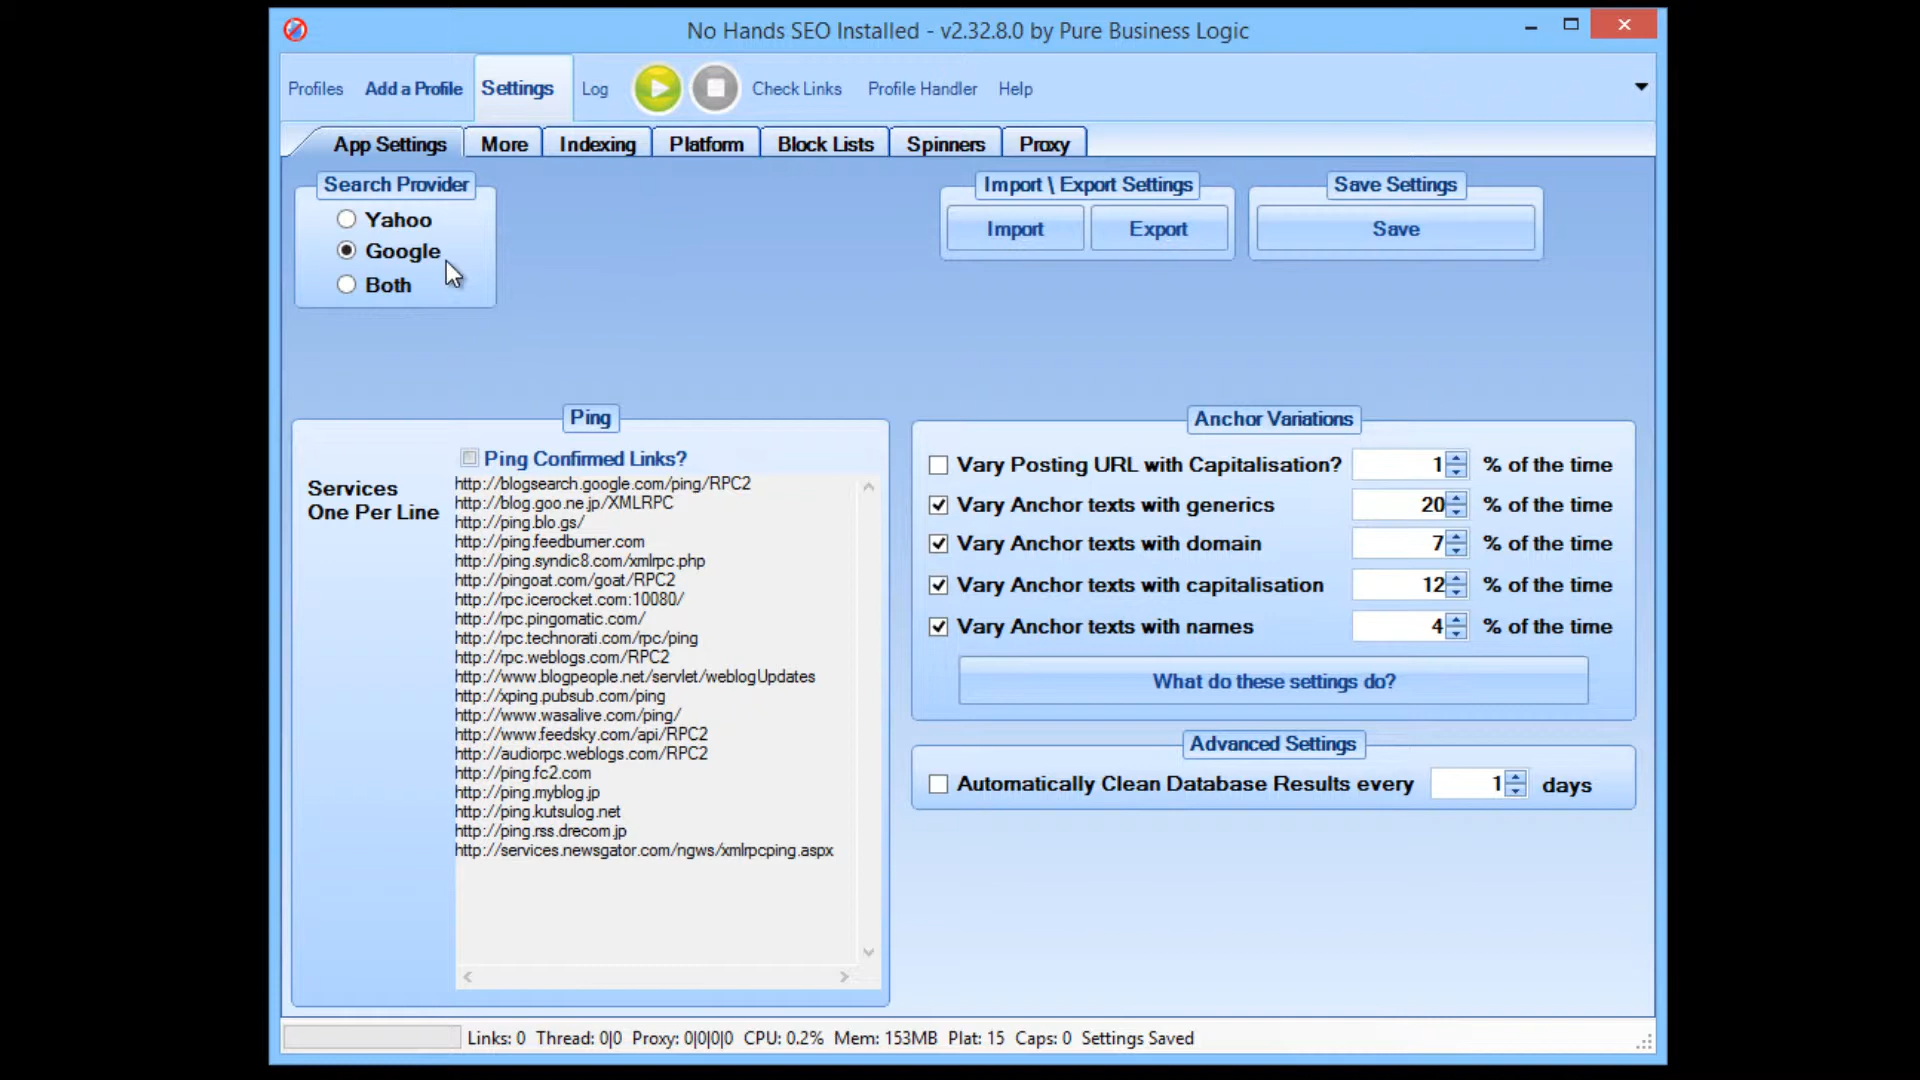 No Hands SEO Installed - v2.32.8.0 by Pure Business Logic
Profiles Add a Profile Settings Log Check Links Profile Handler Help
App Settings More Indexing Platform Block Lists Spinners Proxy
Search Provider
Yahoo
Google
Both
Import \ Export Settings
Import Export
Save Settings
Save
Ping
Ping Confirmed Links?
Services
One Per Line
http://blogsearch.google.com/ping/RPC2
http://blog.goo.ne.jp/XMLRPC
http://ping.blo.gs/
http://ping.feedburner.com
http://ping.syndic8.com/xmlrpc.php
http://pingoat.com/goat/RPC2
http://rpc.icerocket.com:10080/
http://rpc.pingomatic.com/
http://rpc.technorati.com/rpc/ping
http://rpc.weblogs.com/RPC2
http://www.blogpeople.net/servlet/weblogUpdates
http://xping.pubsub.com/ping
http://www.wasalive.com/ping/
http://www.feedsky.com/api/RPC2
http://audiorpc.weblogs.com/RPC2
http://ping.fc2.com
http://ping.myblog.jp
http://ping.kutsulog.net
http://ping.rss.drecom.jp
http://services.newsgator.com/ngws/xmlrpcping.aspx
Anchor Variations
Vary Posting URL with Capitalisation? 1 % of the time
Vary Anchor texts with generics 20 % of the time
Vary Anchor texts with domain 7 % of the time
Vary Anchor texts with capitalisation 12 % of the time
Vary Anchor texts with names 4 % of the time
What do these settings do?
Advanced Settings
Automatically Clean Database Results every 1 days
Links: 0 Thread: 0|0 Proxy: 0|0|0|0 CPU: 0.2% Mem: 153MB Plat: 15 Caps: 0 Settings Saved